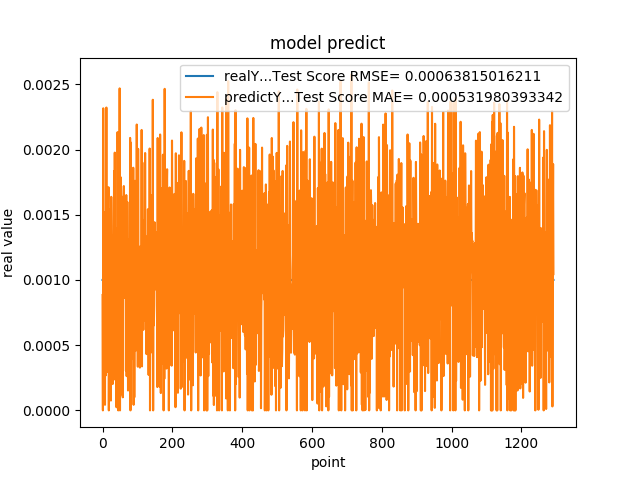 model predict
realY...Test Score RMSE= 0.00063815016211
predictY...Test Score MAE= 0.000531980393342
real value
0.0025
0.0020
0.0015
0.0010
0.0005
0.0000
0
200
400
600
800
1000
1200
point